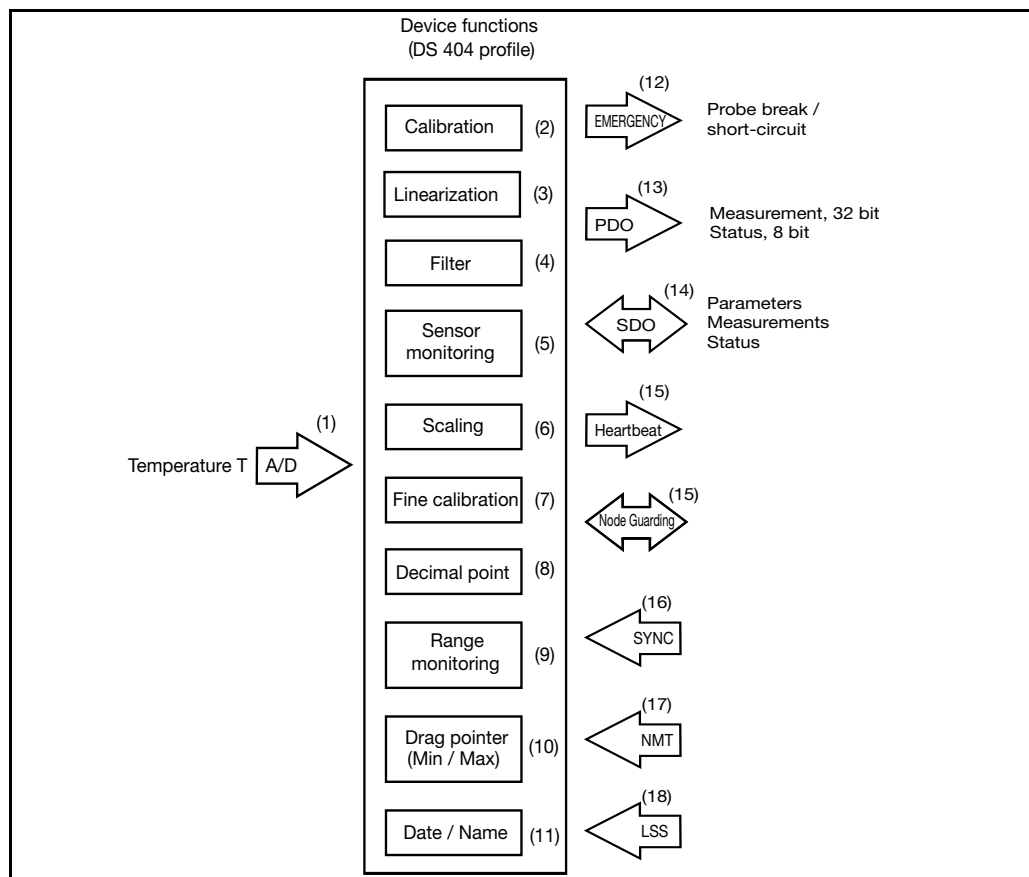 Device functions
(DS 404 profile)
Calibration (2)
Linearization (3)
Filter (4)
Sensor
monitoring (5)
Scaling (6)
Fine calibration (7)
Decimal point (8)
Range
monitoring (9)
Drag pointer
(Min / Max) (10)
Date / Name (11)
(1)
Temperature T A/D
(12)
EMERGENCY
Probe break /
short-circuit
(13)
PDO
Measurement, 32 bit
Status, 8 bit
(14)
SDO
Parameters
Measurements
Status
(15)
Heartbeat
(15)
Node Guarding
(16)
SYNC
(17)
NMT
(18)
LSS